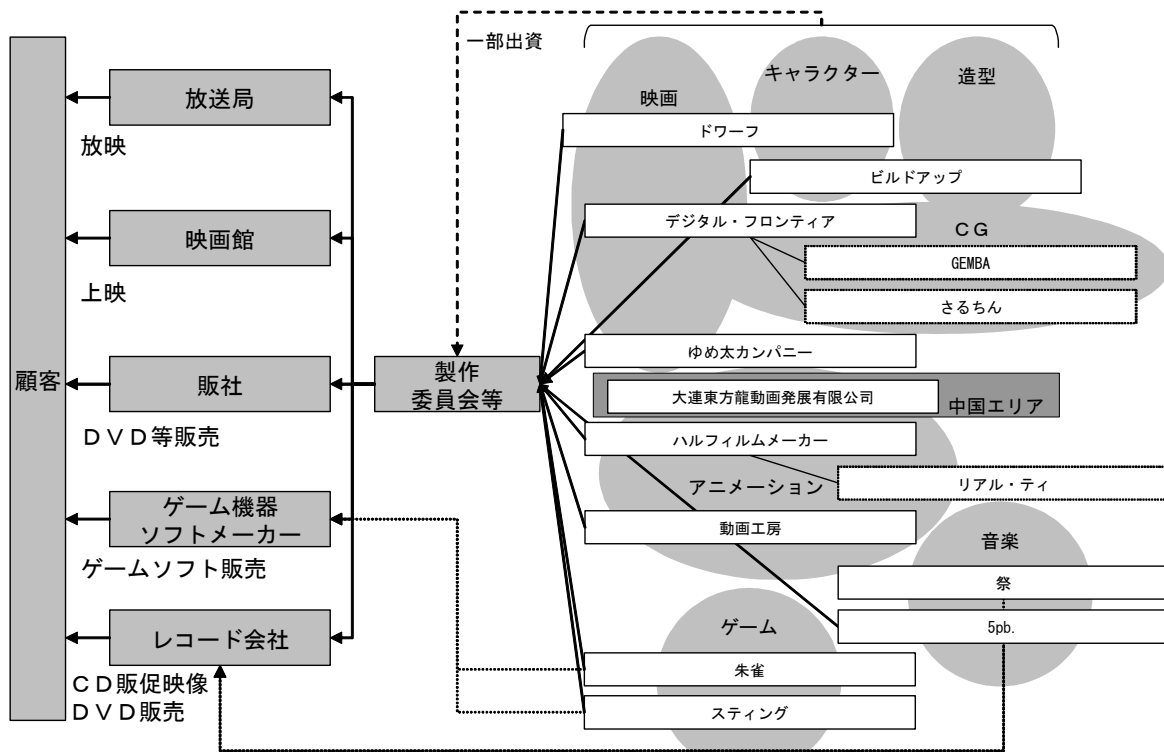 顧客
放送局
放映
映画館
上映
販社
ＤＶＤ等販売
ゲーム機器
ソフトメーカー
ゲームソフト販売
レコード会社
ＣＤ販促映像
ＤＶＤ販売
製作
委員会等
一部出資
映画
キャラクター
造型
ドワーフ
ビルドアップ
デジタル・フロンティア
ＣＧ
GEMBA
さるちん
ゆめ太カンパニー
大連東方龍動画発展有限公司
中国エリア
ハルフィルムメーカー
アニメーション
リアル・ティ
動画工房
音楽
祭
5pb.
ゲーム
朱雀
スティング